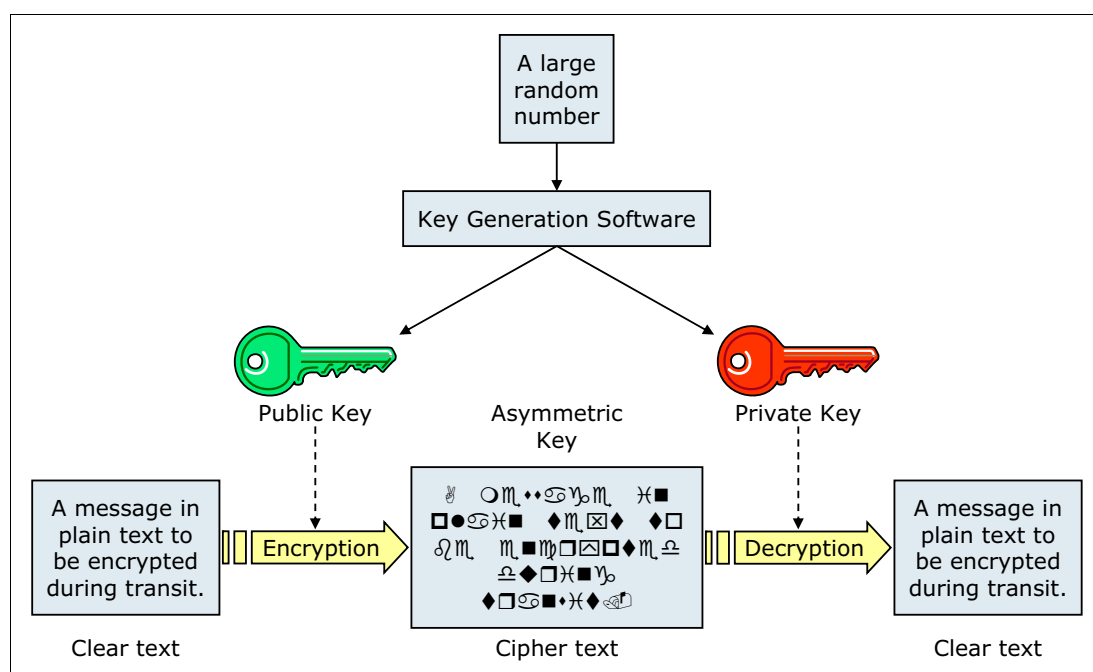 A large
random
number
Key Generation Software
Public Key
Asymmetric
Key
Private Key
A message in
plain text to
be encrypted
during transit.
Encryption
Decryption
A message in
plain text to
be encrypted
during transit.
Clear text
Cipher text
Clear text